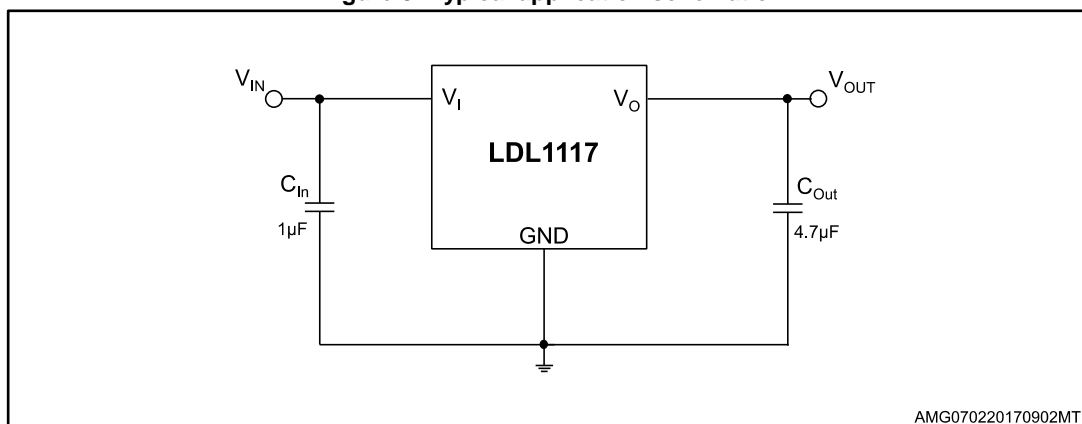 V_IN
V_I
V_O
V_OUT
LDL1117
C_In
1µF
C_Out
4.7µF
GND
AMG070220170902MT